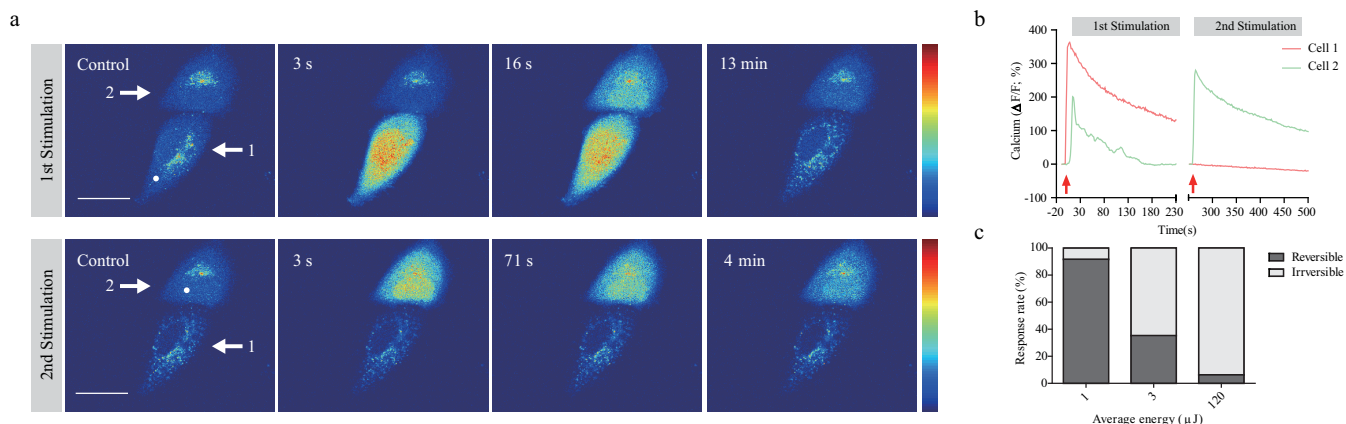 a
1st Stimulation
Control
3 s
16 s
13 min
2
1
2nd Stimulation
Control
3 s
71 s
4 min
2
1
b
1st Stimulation
2nd Stimulation
Cell 1
Cell 2
Calcium (ΔF/F; %)
400
300
200
100
0
-100
-20 30 80 130 180 230
300 350 400 450 500
Time(s)
c
Reversible
Irrversible
Response rate (%)
100
80
60
40
20
0
1
3
120
Average energy ( μJ )